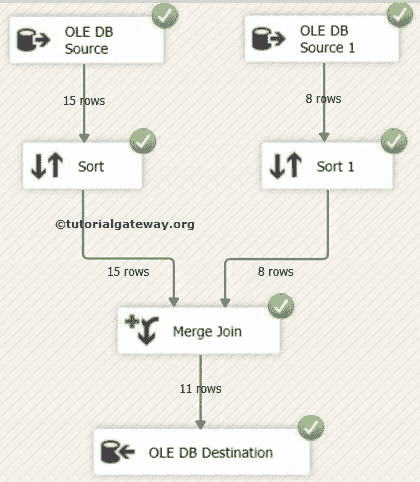 OLE DB
Source
OLE DB
Source 1
15 rows
8 rows
Sort
Sort 1
©tutorialgateway.org
15 rows
8 rows
Merge Join
11 rows
OLE DB Destination